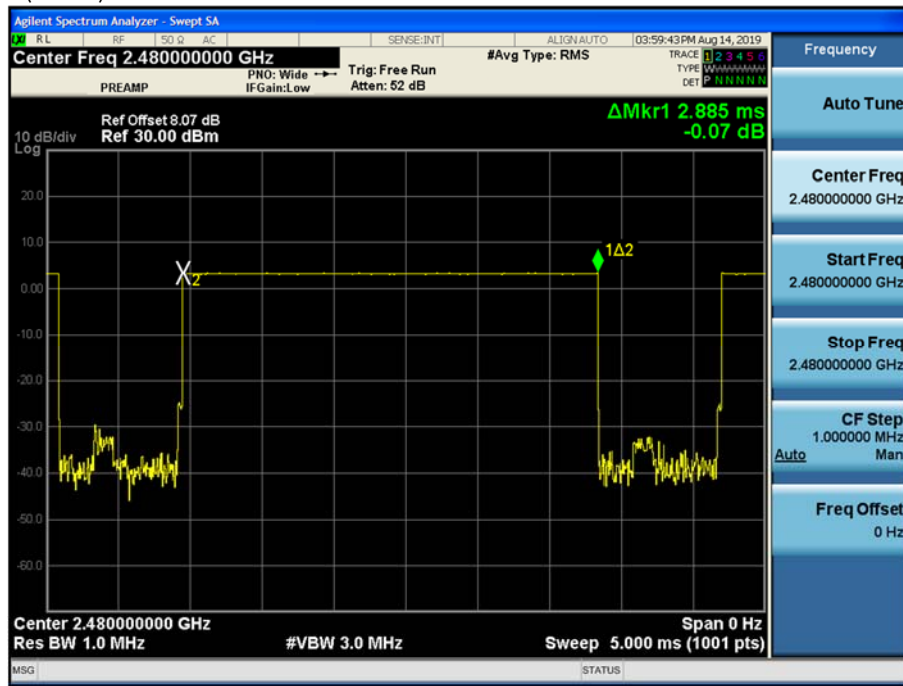 Agilent Spectrum Analyzer - Swept SA
LXI RL RF 50 Ω AC SENSE:INT ALIGN AUTO 03:59:43 PM Aug 14, 2019
Center Freq 2.480000000 GHz #Avg Type: RMS TRACE 1 2 3 4 5 6
PNO: Wide Trig: Free Run TYPE WWWWWW
PREAMP IFGain:Low Atten: 52 dB DET P N N N N N
Frequency
Auto Tune
ΔMkr1 2.885 ms
-0.07 dB
Ref Offset 8.07 dB
10 dB/div Ref 30.00 dBm
Log
20.0
10.0
0.00
-10.0
-20.0
-30.0
-40.0
-50.0
-60.0
2
1Δ2
Center Freq
2.480000000 GHz
Start Freq
2.480000000 GHz
Stop Freq
2.480000000 GHz
CF Step
1.000000 MHz
Auto Man
Freq Offset
0 Hz
Center 2.480000000 GHz Span 0 Hz
Res BW 1.0 MHz #VBW 3.0 MHz Sweep 5.000 ms (1001 pts)
MSG STATUS